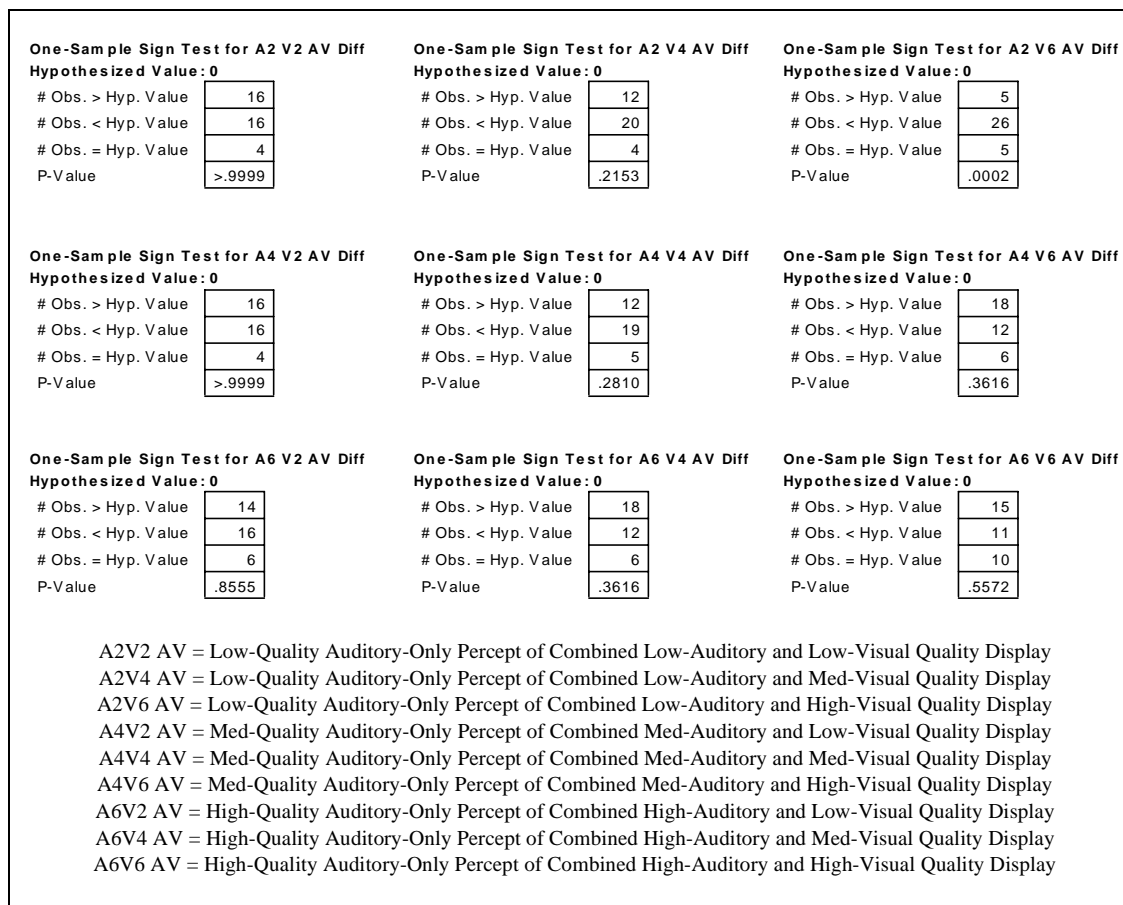 One-Sample Sign Test for A2 V2 AV Diff
Hypothesized Value: 0
# Obs. > Hyp. Value 16
# Obs. < Hyp. Value 16
# Obs. = Hyp. Value 4
P-Value >.9999
One-Sample Sign Test for A2 V4 AV Diff
Hypothesized Value: 0
# Obs. > Hyp. Value 12
# Obs. < Hyp. Value 20
# Obs. = Hyp. Value 4
P-Value .2153
One-Sample Sign Test for A2 V6 AV Diff
Hypothesized Value: 0
# Obs. > Hyp. Value 5
# Obs. < Hyp. Value 26
# Obs. = Hyp. Value 5
P-Value .0002
One-Sample Sign Test for A4 V2 AV Diff
Hypothesized Value: 0
# Obs. > Hyp. Value 16
# Obs. < Hyp. Value 16
# Obs. = Hyp. Value 4
P-Value >.9999
One-Sample Sign Test for A4 V4 AV Diff
Hypothesized Value: 0
# Obs. > Hyp. Value 12
# Obs. < Hyp. Value 19
# Obs. = Hyp. Value 5
P-Value .2810
One-Sample Sign Test for A4 V6 AV Diff
Hypothesized Value: 0
# Obs. > Hyp. Value 18
# Obs. < Hyp. Value 12
# Obs. = Hyp. Value 6
P-Value .3616
One-Sample Sign Test for A6 V2 AV Diff
Hypothesized Value: 0
# Obs. > Hyp. Value 14
# Obs. < Hyp. Value 16
# Obs. = Hyp. Value 6
P-Value .8555
One-Sample Sign Test for A6 V4 AV Diff
Hypothesized Value: 0
# Obs. > Hyp. Value 18
# Obs. < Hyp. Value 12
# Obs. = Hyp. Value 6
P-Value .3616
One-Sample Sign Test for A6 V6 AV Diff
Hypothesized Value: 0
# Obs. > Hyp. Value 15
# Obs. < Hyp. Value 11
# Obs. = Hyp. Value 10
P-Value .5572
A2V2 AV = Low-Quality Auditory-Only Percept of Combined Low-Auditory and Low-Visual Quality Display
A2V4 AV = Low-Quality Auditory-Only Percept of Combined Low-Auditory and Med-Visual Quality Display
A2V6 AV = Low-Quality Auditory-Only Percept of Combined Low-Auditory and High-Visual Quality Display
A4V2 AV = Med-Quality Auditory-Only Percept of Combined Med-Auditory and Low-Visual Quality Display
A4V4 AV = Med-Quality Auditory-Only Percept of Combined Med-Auditory and Med-Visual Quality Display
A4V6 AV = Med-Quality Auditory-Only Percept of Combined Med-Auditory and High-Visual Quality Display
A6V2 AV = High-Quality Auditory-Only Percept of Combined High-Auditory and Low-Visual Quality Display
A6V4 AV = High-Quality Auditory-Only Percept of Combined High-Auditory and Med-Visual Quality Display
A6V6 AV = High-Quality Auditory-Only Percept of Combined High-Auditory and High-Visual Quality Display